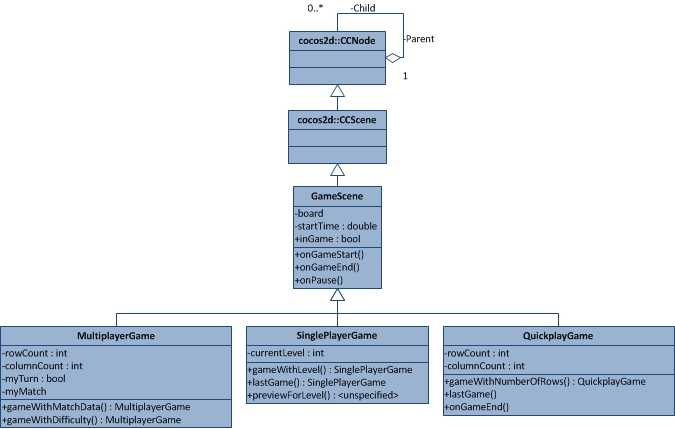 0..*
-Child
cocos2d::CCNode
-Parent
1
cocos2d::CCScene
GameScene
-board
-startTime : double
+inGame : bool
+onGameStart()
+onGameEnd()
+onPause()
MultiplayerGame
-rowCount : int
-columnCount : int
-myTurn : bool
-myMatch
+gameWithMatchData() : MultiplayerGame
+gameWithDifficulty() : MultiplayerGame
SinglePlayerGame
-currentLevel : int
+gameWithLevel() : SinglePlayerGame
+lastGame() : SinglePlayerGame
+previewForLevel() : <unspecified>
QuickplayGame
-rowCount : int
-columnCount : int
+gameWithNumberOfRows() : QuickplayGame
+lastGame()
+onGameEnd()